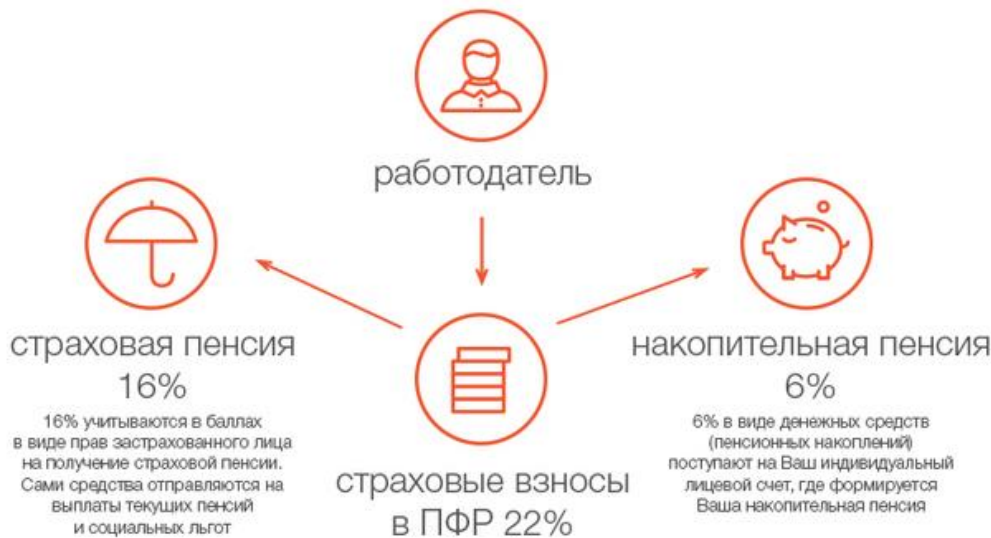 работодатель
страховая пенсия
16%
16% учитываются в баллах
в виде прав застрахованного лица
на получение страховой пенсии.
Сами средства отправляются на
выплаты текущих пенсий
и социальных льгот
страховые взносы
в ПФР 22%
накопительная пенсия
6%
6% в виде денежных средств
(пенсионных накоплений)
поступают на Ваш индивидуальный
лицевой счет, где формируется
Ваша накопительная пенсия